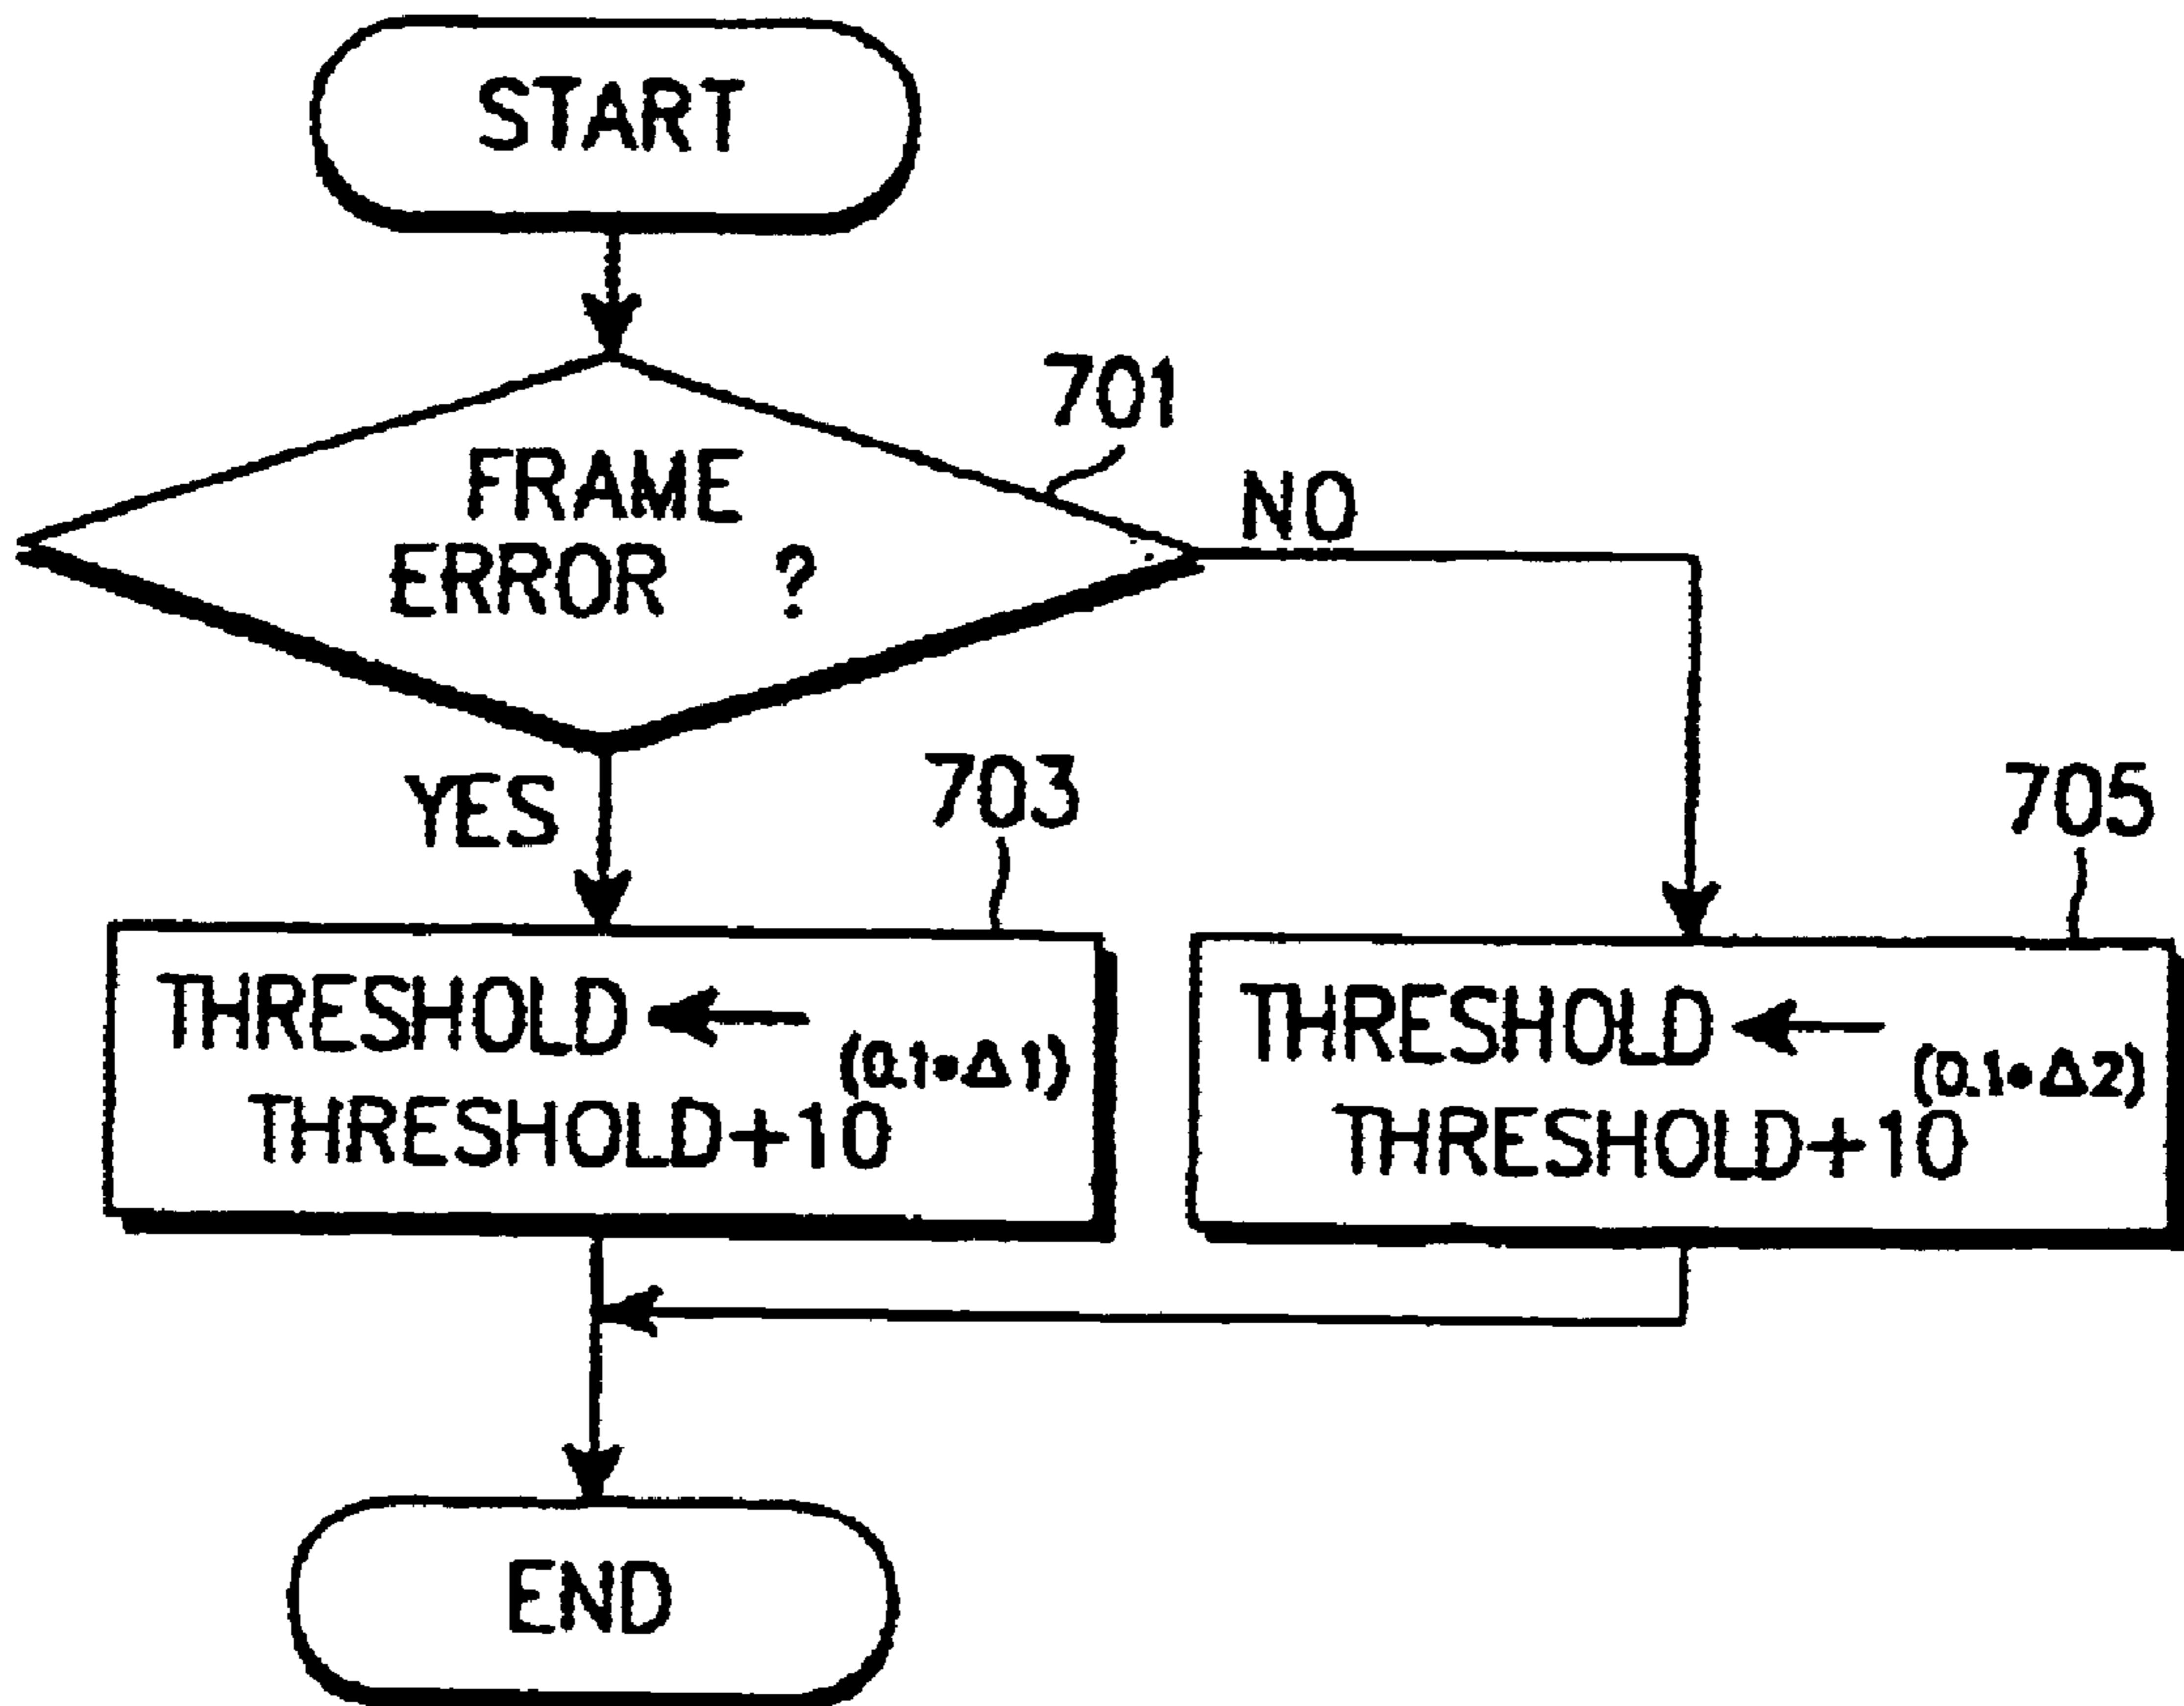 START
701
FRAME
ERROR ?
NO
YES
703
THRESHOLD ←
THRESHOLD+10(0.1•Δ1)
705
THRESHOLD ←
THRESHOLD+10(0.1•Δ2)
END